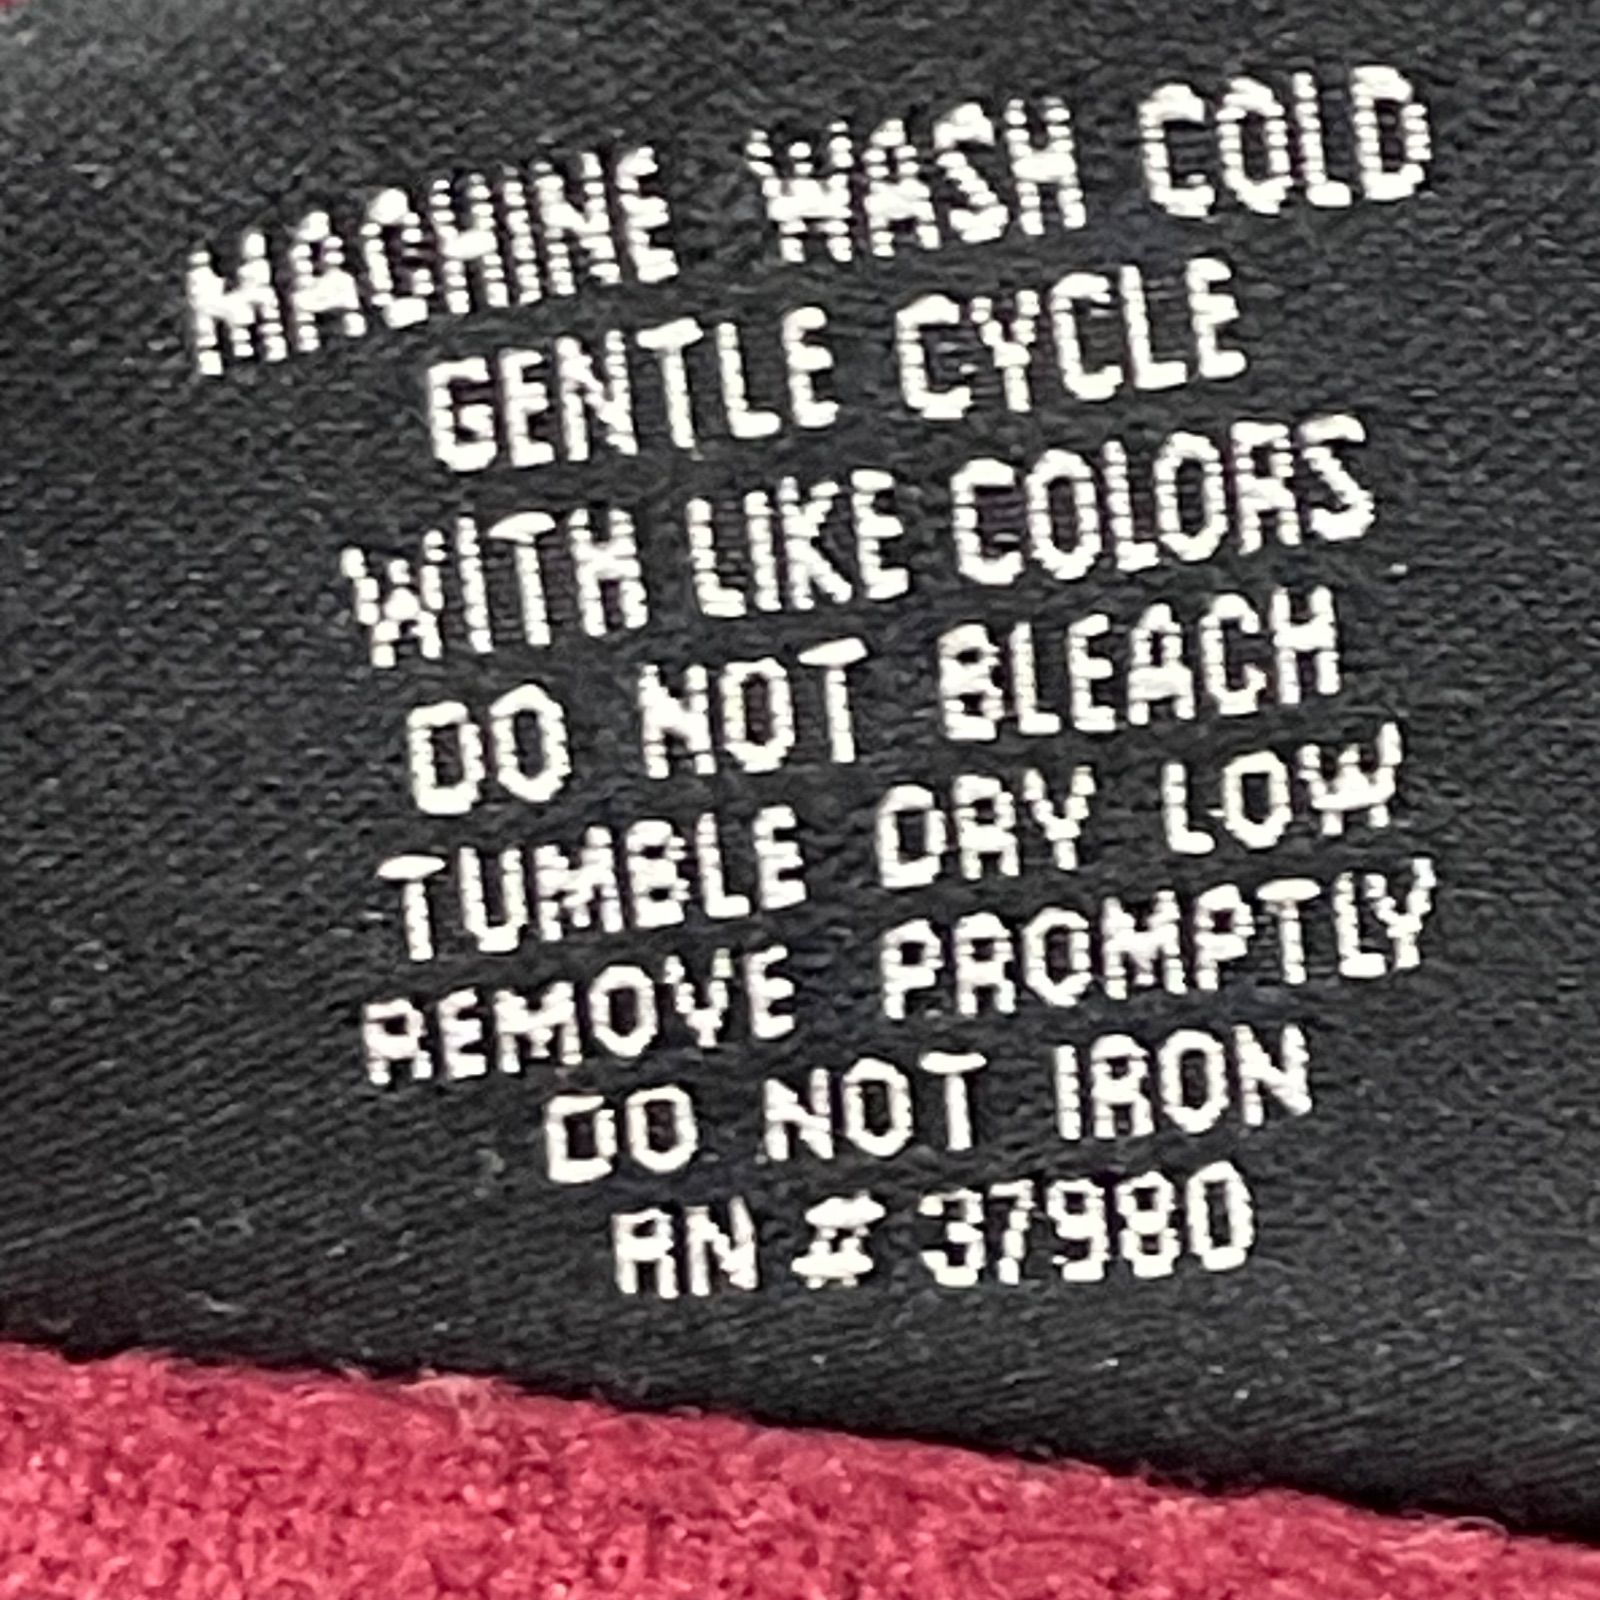 MACHINE WASH COLD
GENTLE CYCLE
WITH LIKE COLORS
DO NOT BLEACH
TUMBLE DRY LOW
REMOVE PROMPTLY
DO NOT IRON
RN # 37980